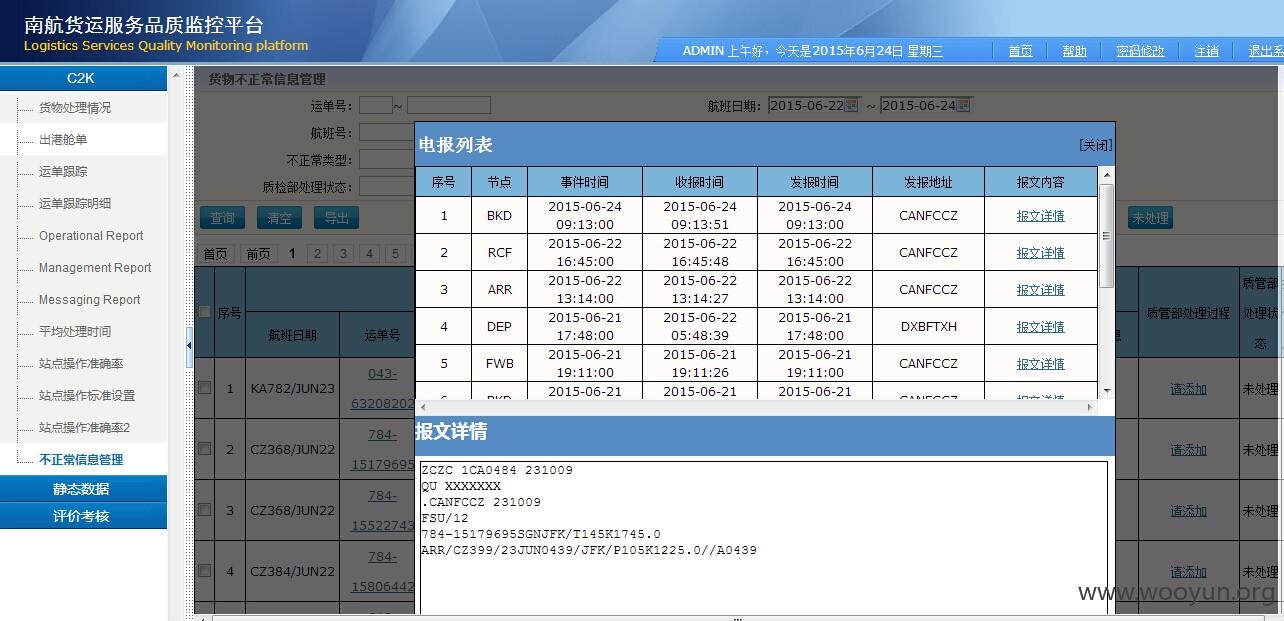 南航货运服务品质监控平台
Logistics Services Quality Monitoring platform
ADMIN 上午好，今天是2015年6月24日 星期三
首页
帮助
密码修改
注销
退出系
C2K
货物处理情况
出港舱单
运单跟踪
运单跟踪明细
Operational Report
Management Report
Messaging Report
平均处理时间
站点操作准确率
站点操作标准设置
站点操作准确率2
不正常信息管理
静态数据
评价考核
货物不正常信息管理
运单号： ~
航班日期： 2015-06-22 ~ 2015-06-24
航班号：
不正常类型：
质检部处理状态：
查询 清空 导出
未处理
首页 前页 1 2 3 4 5
序号
航班日期 运单号
质管部处理过程
质管部处理状态
1 KA782/JUN23 043-63208202 请添加 未处理
2 CZ368/JUN22 784-15179695 请添加 未处理
3 CZ368/JUN22 784-15522743 请添加 未处理
4 CZ384/JUN22 784-15806442 请添加 未处理
电报列表 [关闭]
序号 节点 事件时间 收报时间 发报时间 发报地址 报文内容
1 BKD 2015-06-24 09:13:00 2015-06-24 09:13:51 2015-06-24 09:13:00 CANFCCZ 报文详情
2 RCF 2015-06-22 16:45:00 2015-06-22 16:45:48 2015-06-22 16:45:00 CANFCCZ 报文详情
3 ARR 2015-06-22 13:14:00 2015-06-22 13:14:27 2015-06-22 13:14:00 CANFCCZ 报文详情
4 DEP 2015-06-21 17:48:00 2015-06-22 05:48:39 2015-06-21 17:48:00 DXBFTXH 报文详情
5 FWB 2015-06-21 19:11:00 2015-06-21 19:11:26 2015-06-21 19:11:00 CANFCCZ 报文详情
2015-06-21 2015-06-21 2015-06-21
报文详情
ZCZC 1CA0484 231009
QU XXXXXXX
.CANFCCZ 231009
FSU/12
784-15179695SGNJFK/T145K1745.0
ARR/CZ399/23JUN0439/JFK/P105K1225.0//A0439
www.wooyun.org